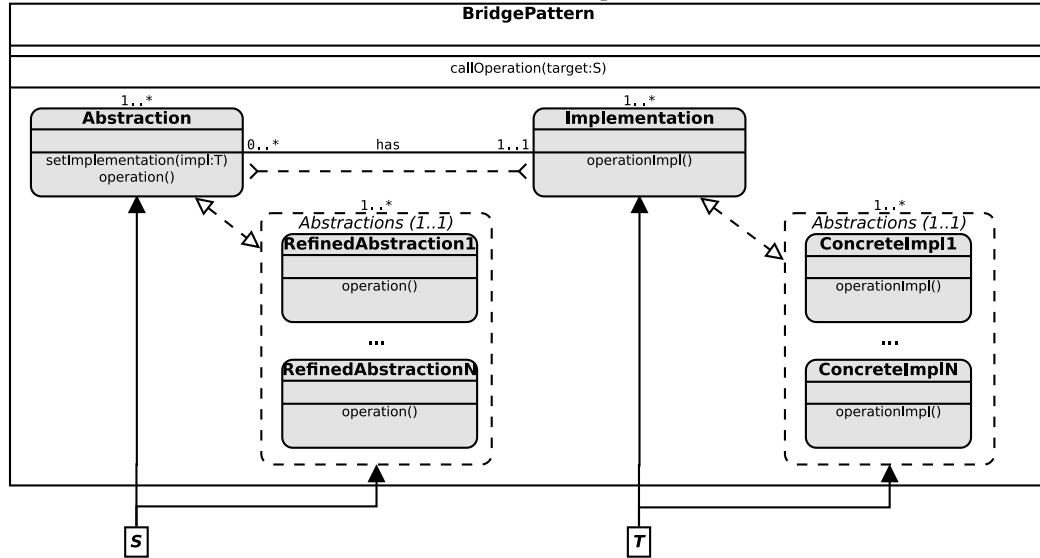 BridgePattern
callOperation(target:S)
1..*
Abstraction
setImplementation(impl:T)
operation()
0..*
has
1..1
1..*
Implementation
operationImpl()
1..*
Abstractions (1..1)
RefinedAbstraction1
operation()
...
RefinedAbstractionN
operation()
1..*
Abstractions (1..1)
ConcreteImpl1
operationImpl()
...
ConcreteImplN
operationImpl()
S
T